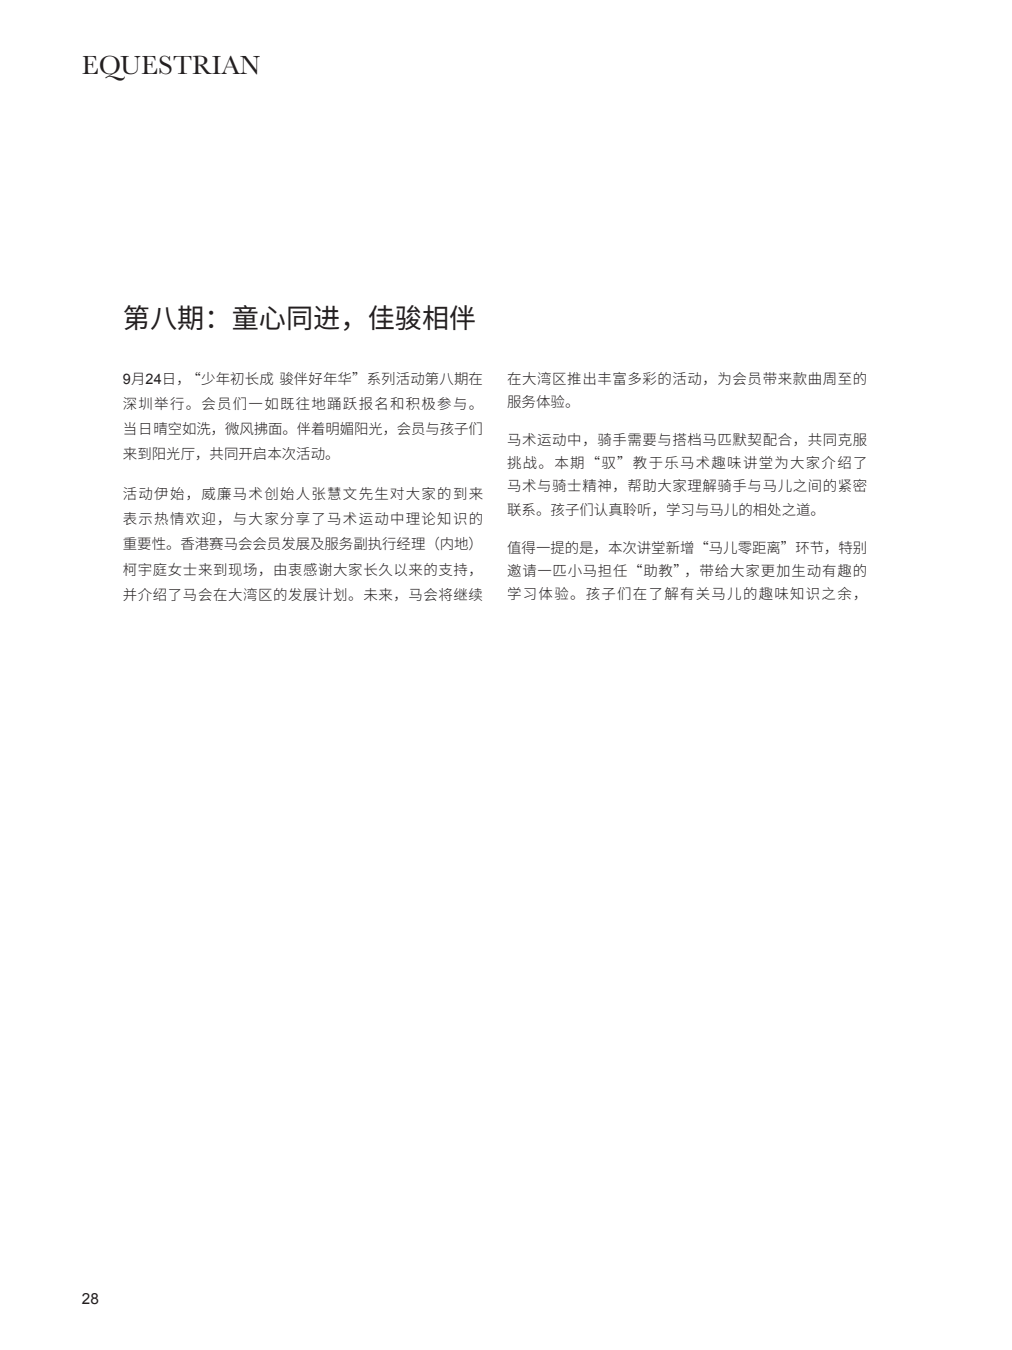 EQUESTRIAN
第八期：童心同进，佳骏相伴
9月24日，“少年初长成 骏伴好年华”系列活动第八期在
深圳举行。会员们一如既往地踊跃报名和积极参与。
当日晴空如洗，微风拂面。伴着明媚阳光，会员与孩子们
来到阳光厅，共同开启本次活动。
活动伊始，威廉马术创始人张慧文先生对大家的到来
表示热情欢迎，与大家分享了马术运动中理论知识的
重要性。香港赛马会会员发展及服务副执行经理（内地）
柯宇庭女士来到现场，由衷感谢大家长久以来的支持，
并介绍了马会在大湾区的发展计划。未来，马会将继续
在大湾区推出丰富多彩的活动，为会员带来款曲周至的
服务体验。
马术运动中，骑手需要与搭档马匹默契配合，共同克服
挑战。本期“驭”教于乐马术趣味讲堂为大家介绍了
马术与骑士精神，帮助大家理解骑手与马儿之间的紧密
联系。孩子们认真聆听，学习与马儿的相处之道。
值得一提的是，本次讲堂新增“马儿零距离”环节，特别
邀请一匹小马担任“助教”，带给大家更加生动有趣的
学习体验。孩子们在了解有关马儿的趣味知识之余，
28